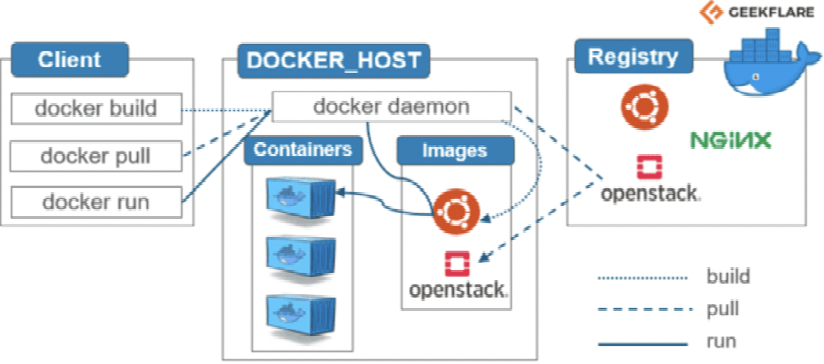 GEEKFLARE
Client
DOCKER_HOST
Registry
docker build
docker daemon
docker pull
Containers
Images
NGINX
docker run
openstack.
openstack.
build
pull
run